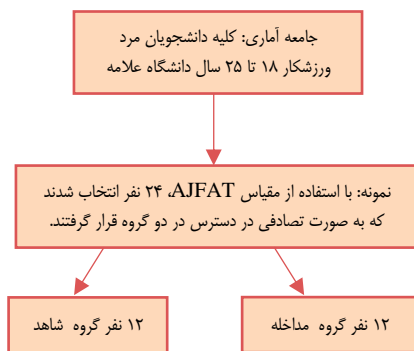 جامعه آماری: کلیه دانشجویان مرد
ورزشکار ۱۸ تا ۲۵ سال دانشگاه علامه
نمونه: با استفاده از مقیاس AJFAT، ۲۴ نفر انتخاب شدند
که به صورت تصادفی در دسترس در دو گروه قرار گرفتند.
۱۲ نفر گروه مداخله
۱۲ نفر گروه شاهد